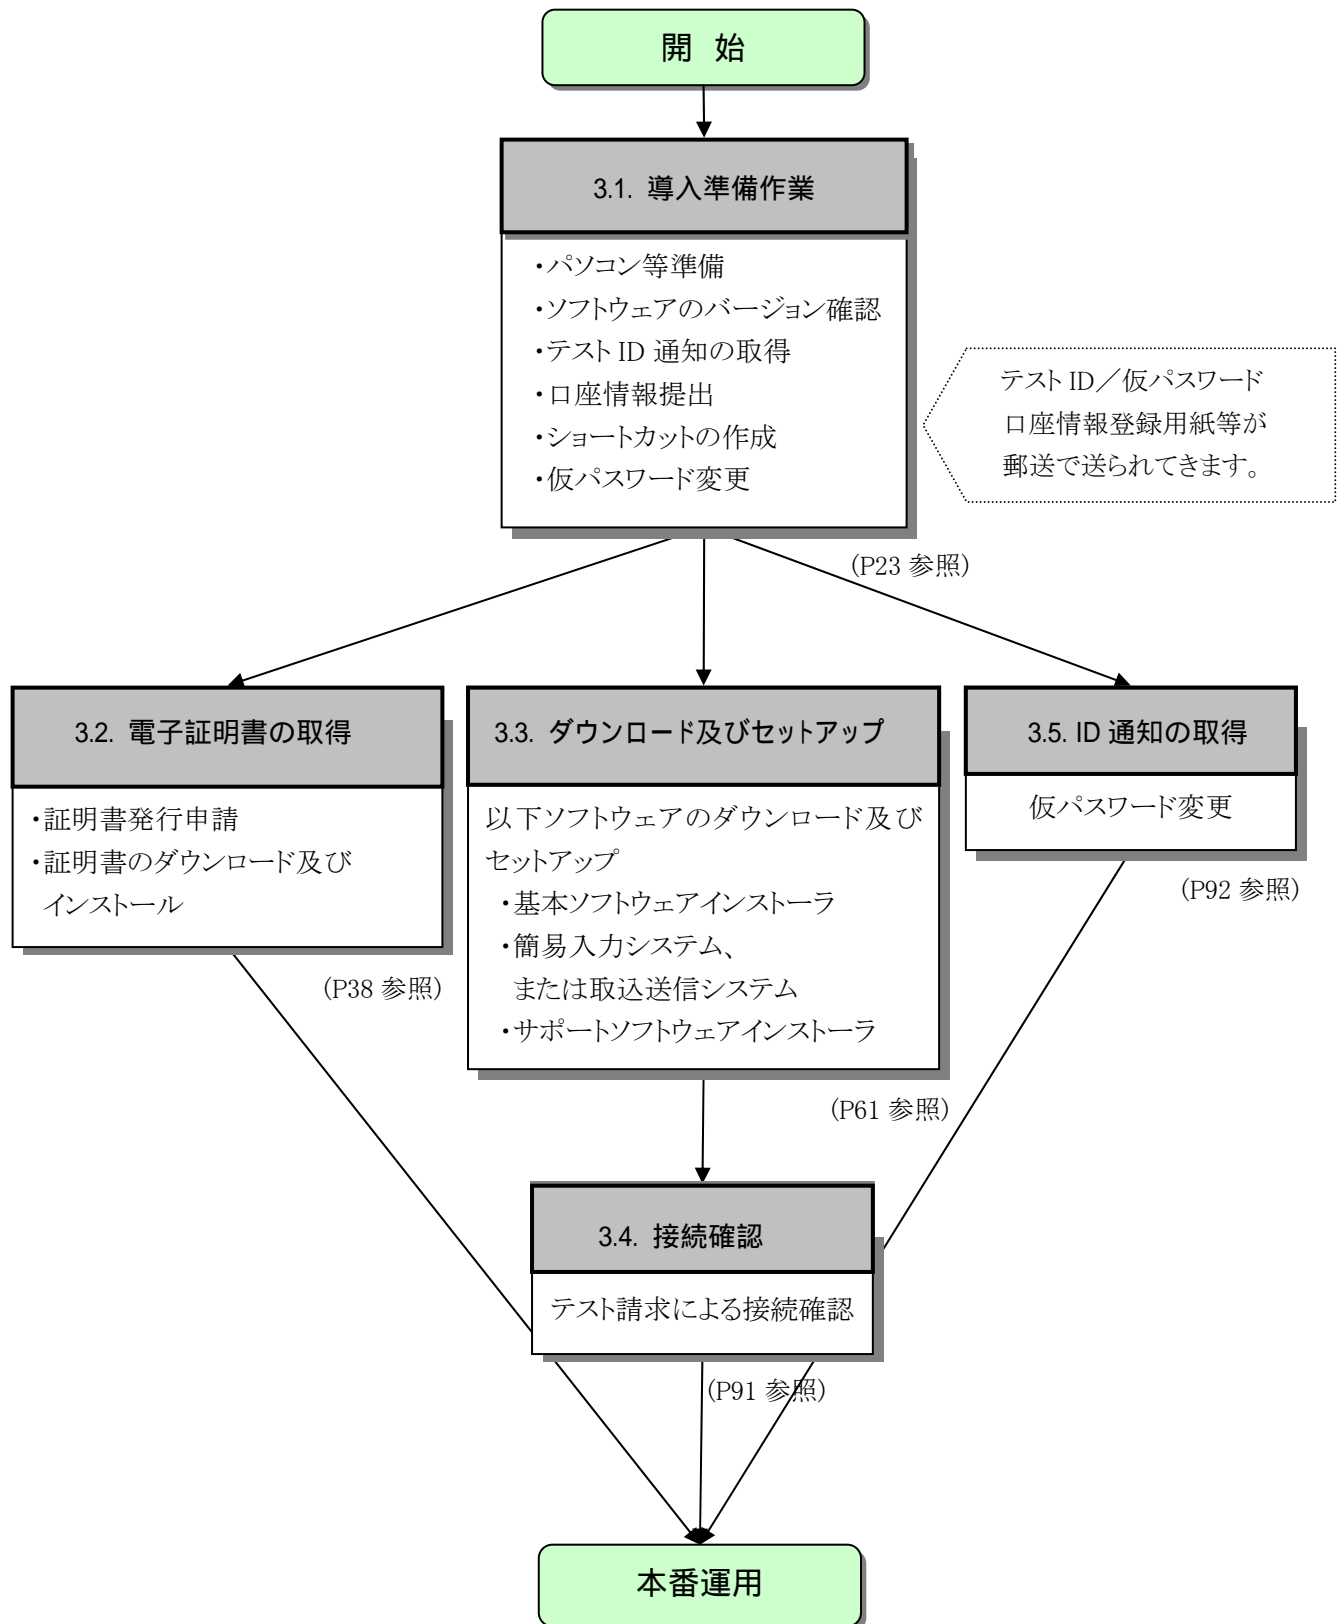 開 始
3.1. 導入準備作業
・パソコン等準備
・ソフトウェアのバージョン確認
・テスト ID 通知の取得
・口座情報提出
・ショートカットの作成
・仮パスワード変更
テスト ID／仮パスワード
口座情報登録用紙等が
郵送で送られてきます。
(P23 参照)
3.2. 電子証明書の取得
・証明書発行申請
・証明書のダウンロード及び
インストール
(P38 参照)
3.3. ダウンロード及びセットアップ
以下ソフトウェアのダウンロード及び
セットアップ
・基本ソフトウェアインストーラ
・簡易入力システム、
または取込送信システム
・サポートソフトウェアインストーラ
(P61 参照)
3.5. ID 通知の取得
仮パスワード変更
(P92 参照)
3.4. 接続確認
テスト請求による接続確認
(P91 参照)
本番運用